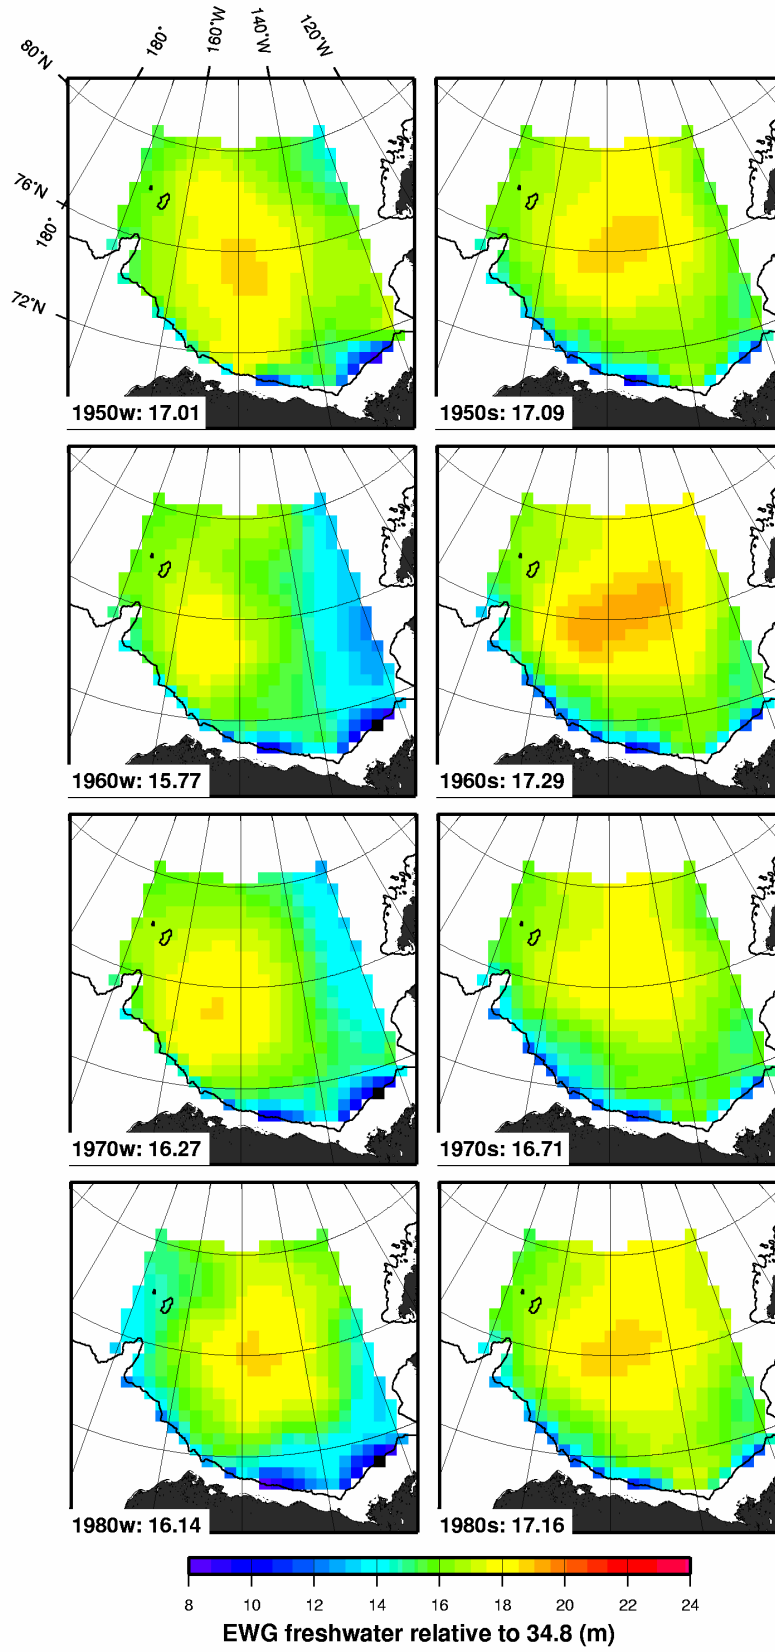 180° 160°W 140°W 120°W
80°N
76°N
180°
72°N
1950w: 17.01
1950s: 17.09
1960w: 15.77
1960s: 17.29
1970w: 16.27
1970s: 16.71
1980w: 16.14
1980s: 17.16
8 10 12 14 16 18 20 22 24
EWG freshwater relative to 34.8 (m)